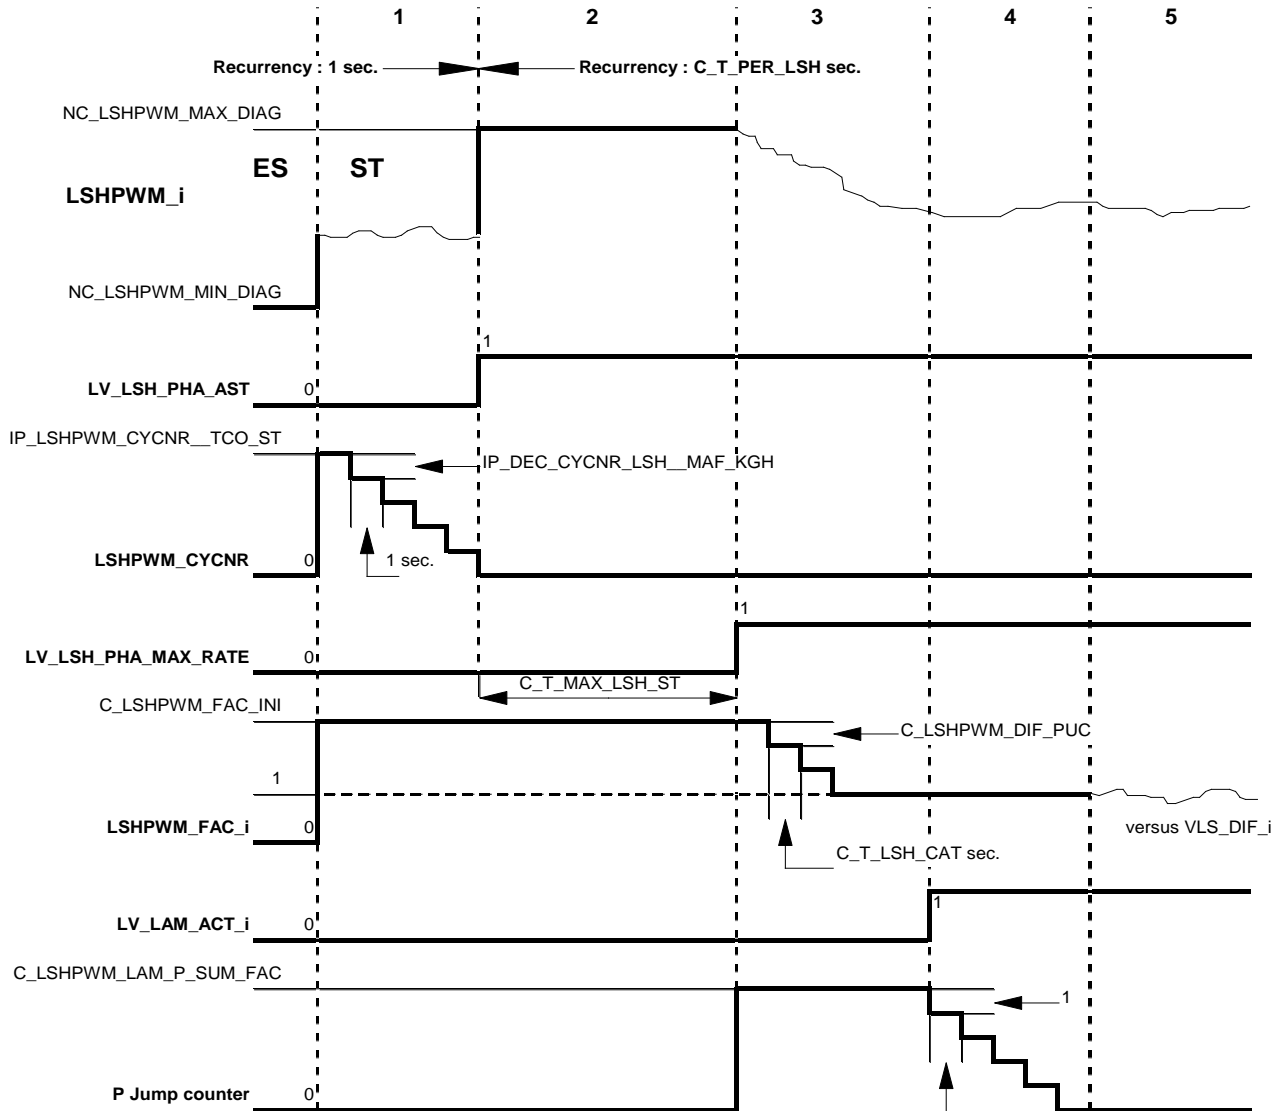 1 2 3 4 5
Recurrency : 1 sec. Recurrency : C_T_PER_LSH sec.
NC_LSHPWM_MAX_DIAG
ES ST
LSHPWM_i
NC_LSHPWM_MIN_DIAG
1
LV_LSH_PHA_AST 0
IP_LSHPWM_CYCNR__TCO_ST
IP_DEC_CYCNR_LSH__MAF_KGH
LSHPWM_CYCNR 0 1 sec.
1
LV_LSH_PHA_MAX_RATE 0
C_T_MAX_LSH_ST
C_LSHPWM_FAC_INI
C_LSHPWM_DIF_PUC
1
LSHPWM_FAC_i 0 versus VLS_DIF_i
C_T_LSH_CAT sec.
1
LV_LAM_ACT_i 0
C_LSHPWM_LAM_P_SUM_FAC
1
P Jump counter 0